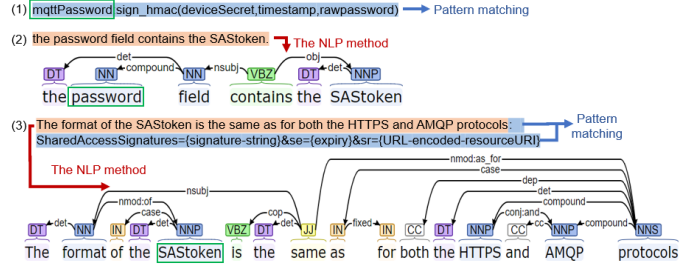 (1) mqttPassword sign_hmac(deviceSecret,timestamp,rawpassword) Pattern matching
(2) the password field contains the SAStoken.
The NLP method
det compound nsubj obj det
DT NN NN VBZ DT NNP
the password field contains the SAStoken
(3) The format of the SAStoken is the same as for both the HTTPS and AMQP protocols:
SharedAccessSignatures={signature-string}&se={expiry}&sr={URL-encoded-resourceURI}
Pattern
matching
The NLP method
nmod:as_for
case
dep
nsubj det
nmod:of compound
case conj:and
det det cop det fixed cc compound
DT NN IN DT NNP VBZ DT JJ IN IN CC DT NNP CC NNP NNS
The format of the SAStoken is the same as for both the HTTPS and AMQP protocols